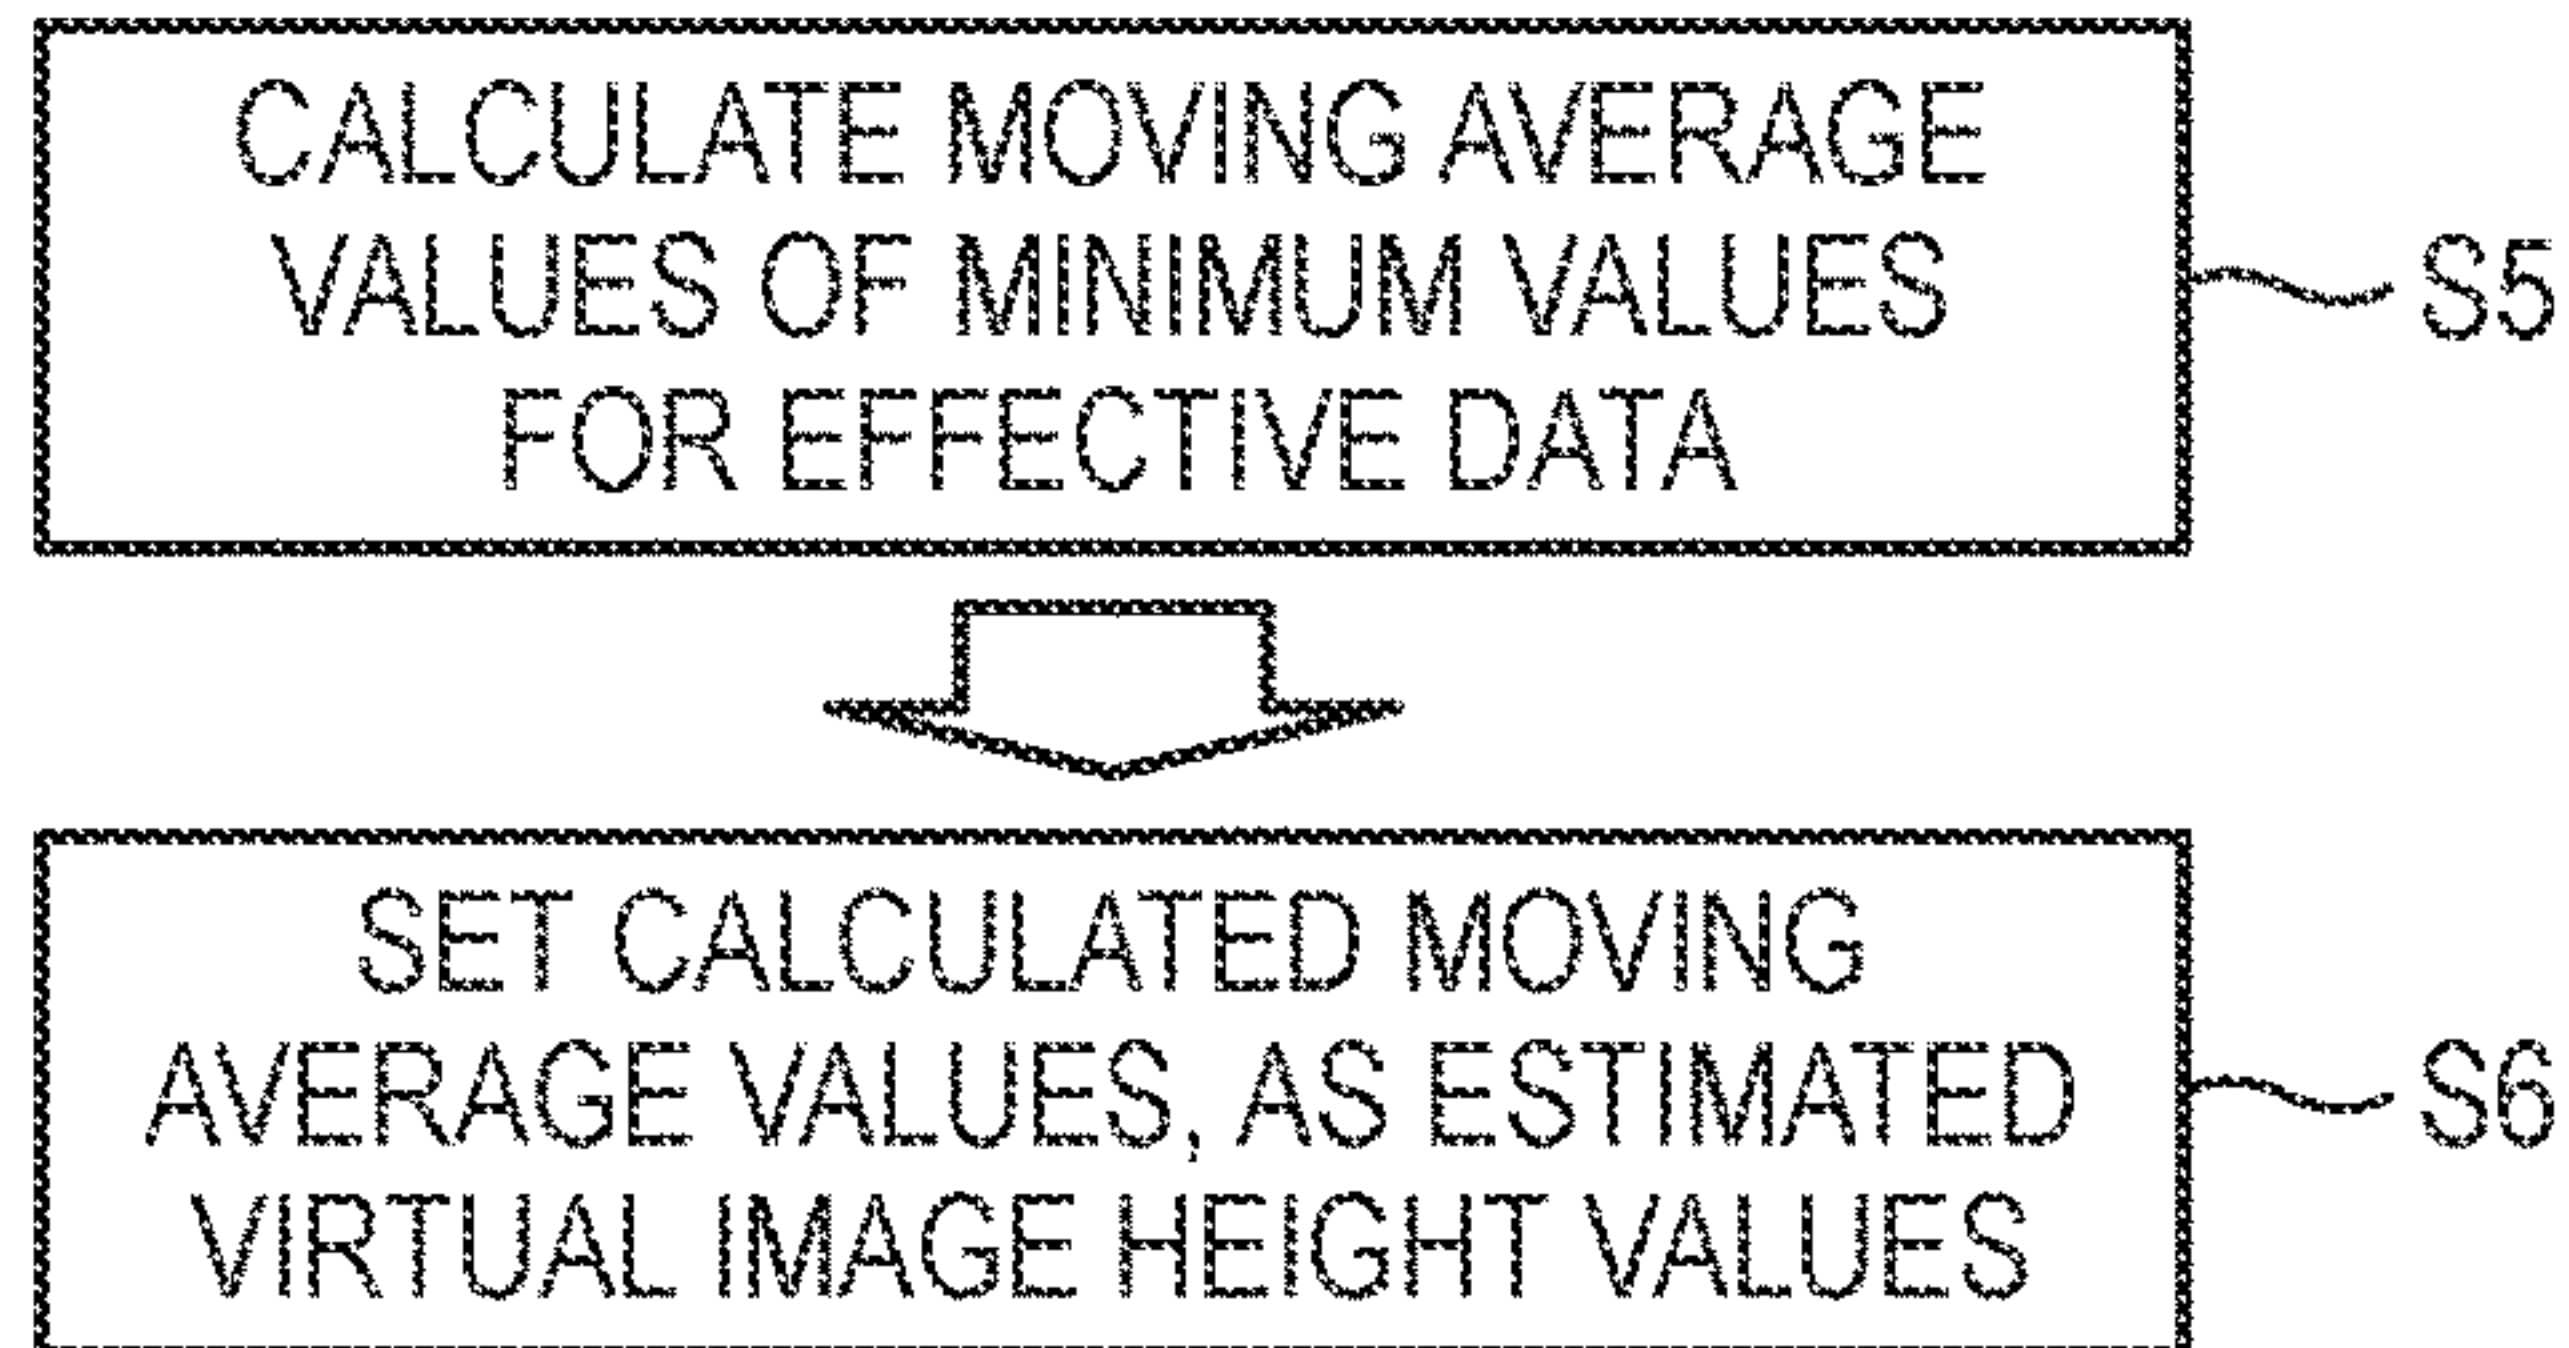 CALCULATE MOVING AVERAGE
VALUES OF MINIMUM VALUES
FOR EFFECTIVE DATA
S5
SET CALCULATED MOVING
AVERAGE VALUES, AS ESTIMATED
VIRTUAL IMAGE HEIGHT VALUES
S6